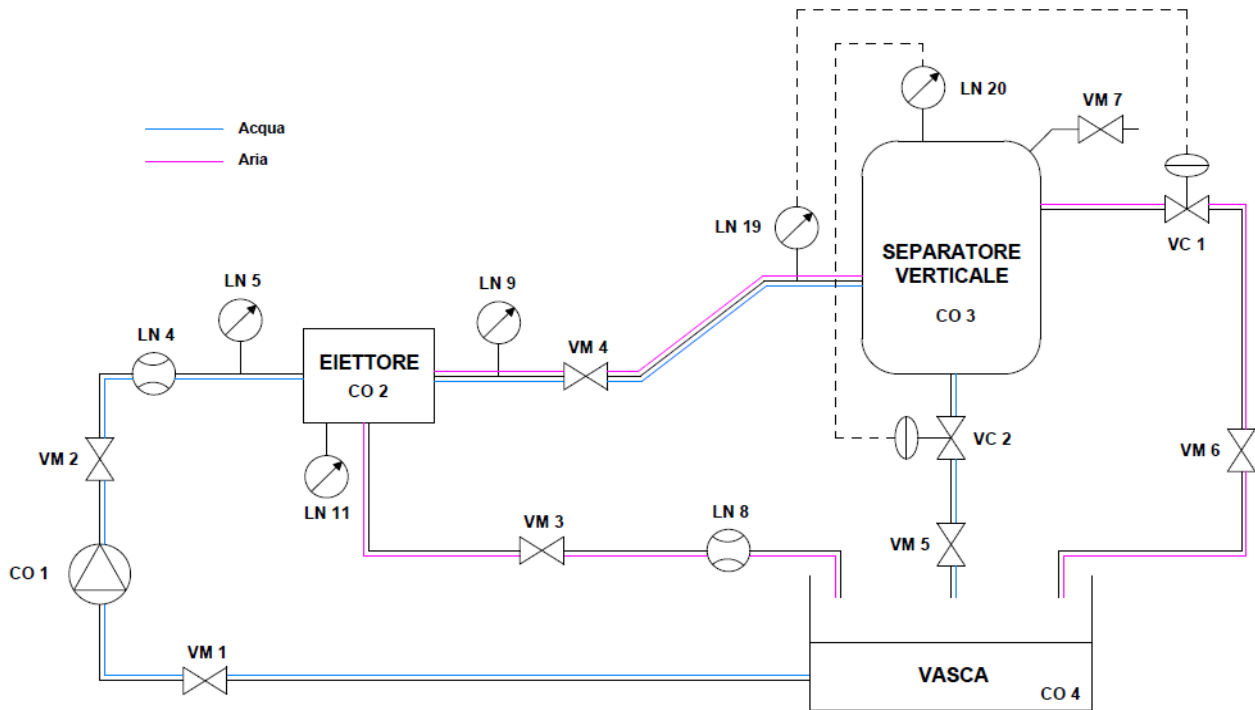 LN 20
VM 7
Acqua
Aria
LN 19
SEPARATORE
VERTICALE
CO 3
VC 1
LN 5
LN 9
LN 4
EIETTORE
CO 2
VM 4
VC 2
VM 2
VM 6
LN 11
VM 3
LN 8
VM 5
CO 1
VM 1
VASCA
CO 4